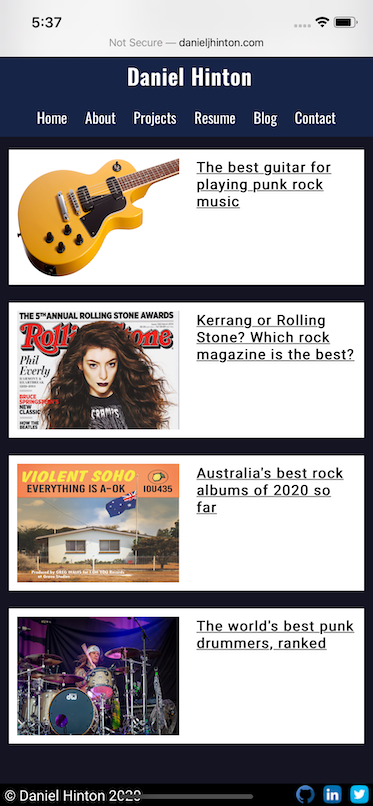 5:37
Not Secure — danieljhinton.com
Daniel Hinton
Home About Projects Resume Blog Contact
The best guitar for
playing punk rock
music
THE 5TH ANNUAL ROLLING STONE AWARDS
Rolling Stone
Phil
Everly
BRUCE
SPRINGSTEEN'S
NEW
CLASSIC
HOW THE
BEATLES
CRAMPS
Kerrang or Rolling
Stone? Which rock
magazine is the best?
VIOLENT SOHO
EVERYTHING IS A-OK
IOU435
Australia's best rock
albums of 2020 so
far
The world's best punk
drummers, ranked
dw
© Daniel Hinton 2020
in